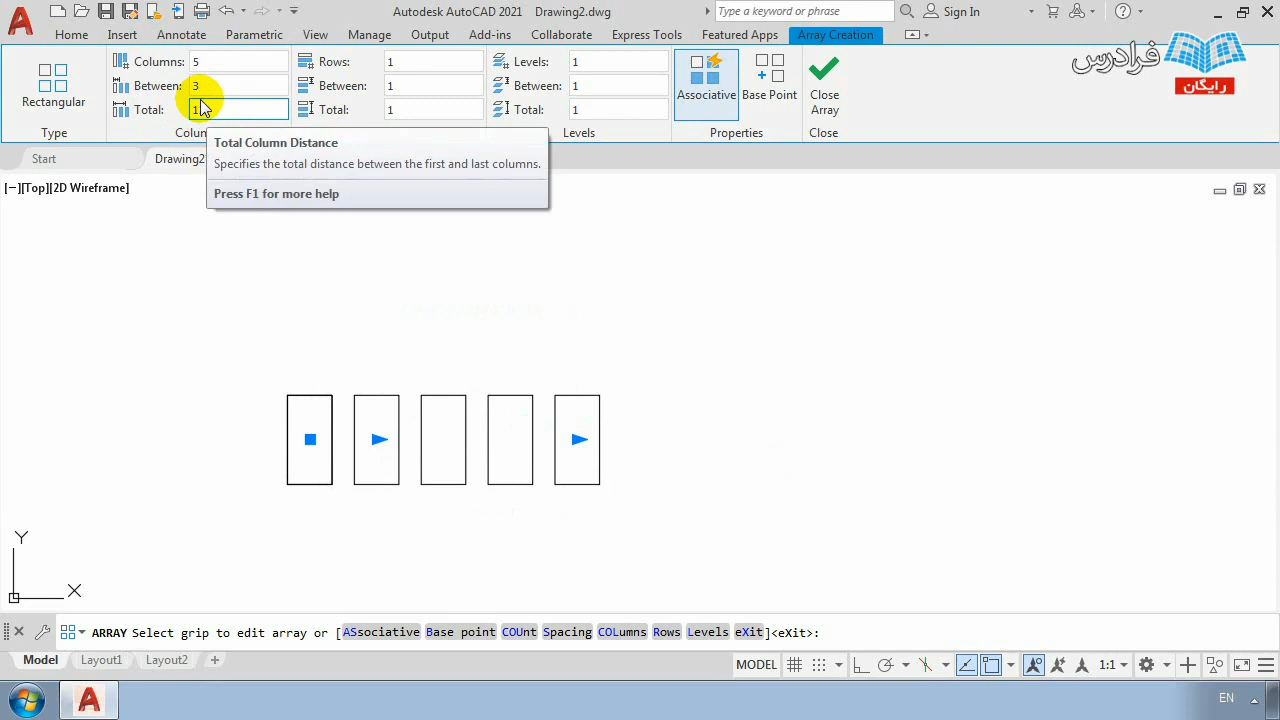 Autodesk AutoCAD 2021 Drawing2.dwg
Type a keyword or phrase
Sign In
Home Insert Annotate Parametric View Manage Output Add-ins Collaborate Express Tools Featured Apps Array Creation
Columns: 5 Rows: 1 Levels: 1
Between: 3 Between: 1 Between: 1
Total: Total: 1 Total: 1
Rectangular
Associative Base Point Close Array
Type Levels Properties Close
فرادرس
رایگان
Start Drawing2
Total Column Distance
Specifies the total distance between the first and last columns.
Press F1 for more help
[−][Top][2D Wireframe]
Y
X
ARRAY Select grip to edit array or [ASsociative Base point COUnt Spacing COLumns Rows Levels eXit]<eXit>:
Model Layout1 Layout2 +
MODEL 1:1
EN